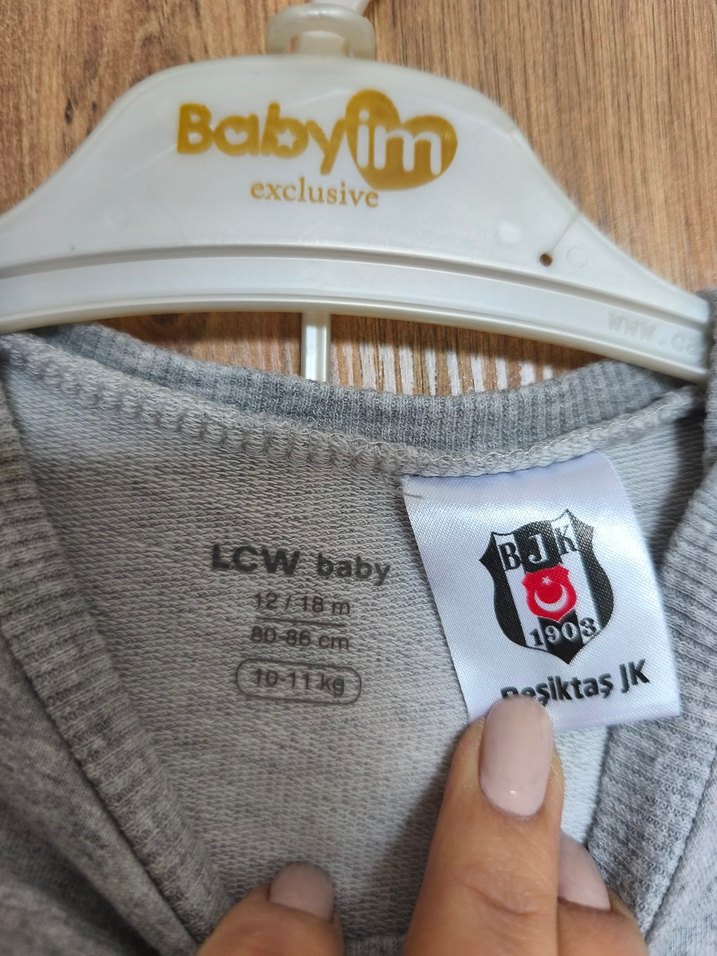 Babyim
exclusive
LCW baby
12 / 18 m
80-86 cm
10-11 kg
BJK
1903
Beşiktaş JK